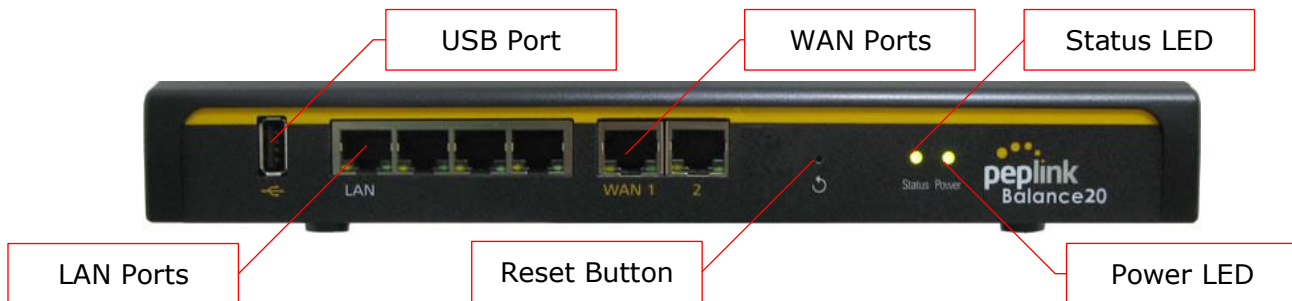 USB Port
WAN Ports
Status LED
LAN
WAN 1
2
Status Power
peplink
Balance20
LAN Ports
Reset Button
Power LED